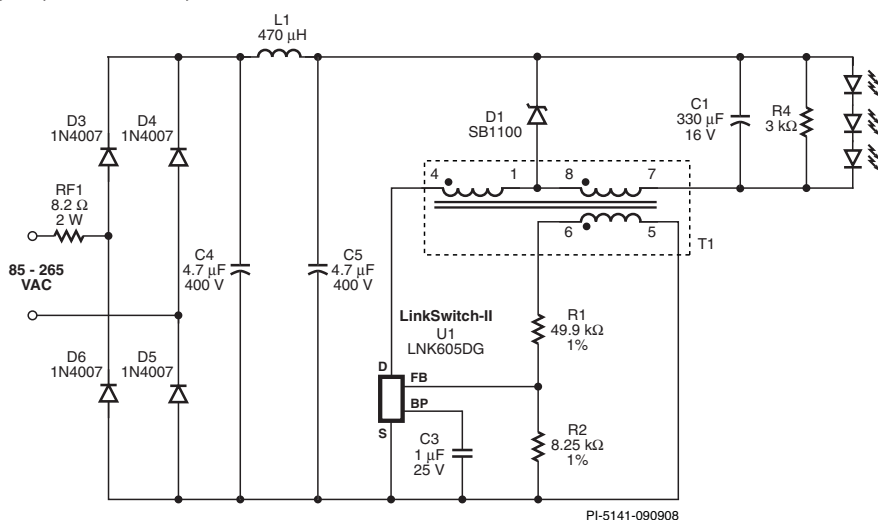 L1
470 µH
D3
1N4007
D4
1N4007
D1
SB1100
C1
330 µF
16 V
R4
3 kΩ
4
1
8
7
6
5
T1
RF1
8.2 Ω
2 W
85 - 265
VAC
C4
4.7 µF
400 V
C5
4.7 µF
400 V
LinkSwitch-II
U1
LNK605DG
R1
49.9 kΩ
1%
D6
1N4007
D5
1N4007
D
FB
BP
S
C3
1 µF
25 V
R2
8.25 kΩ
1%
PI-5141-090908